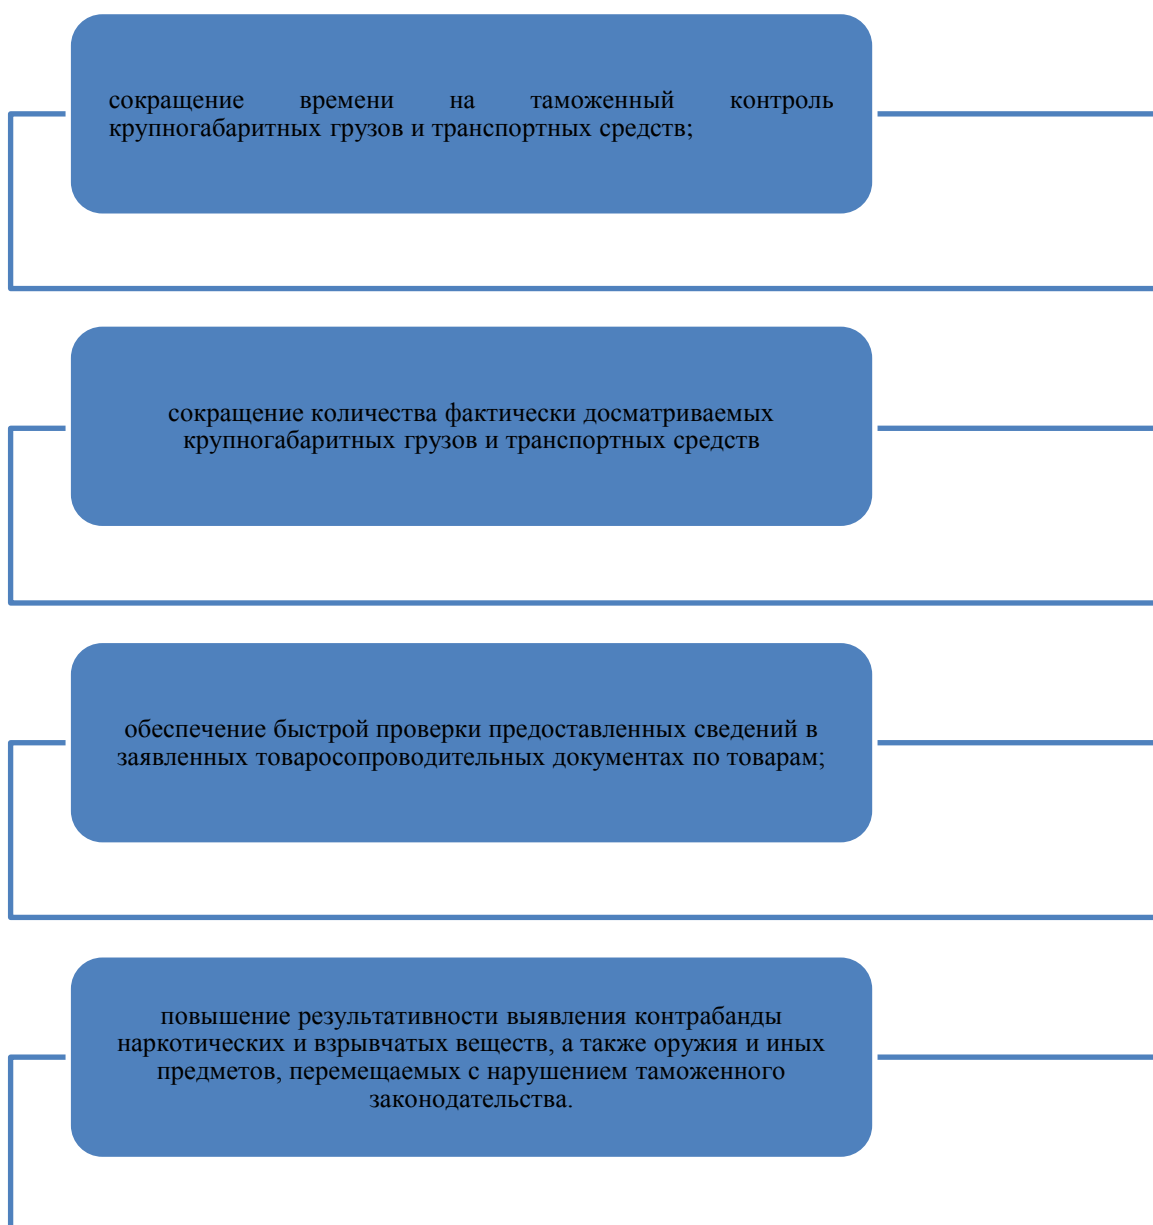 сокращение времени на таможенный контроль
крупногабаритных грузов и транспортных средств;
сокращение количества фактически досматриваемых
крупногабаритных грузов и транспортных средств
обеспечение быстрой проверки предоставленных сведений в
заявленных товаросопроводительных документах по товарам;
повышение результативности выявления контрабанды
наркотических и взрывчатых веществ, а также оружия и иных
предметов, перемещаемых с нарушением таможенного
законодательства.